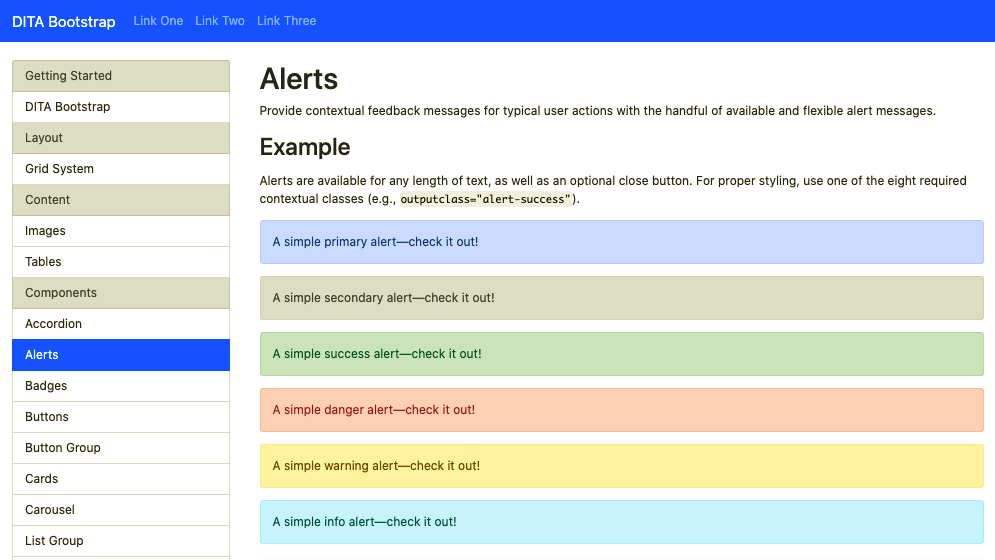 DITA Bootstrap Link One Link Two Link Three
Getting Started
DITA Bootstrap
Layout
Grid System
Content
Images
Tables
Components
Accordion
Alerts
Badges
Buttons
Button Group
Cards
Carousel
List Group
Alerts
Provide contextual feedback messages for typical user actions with the handful of available and flexible alert messages.
Example
Alerts are available for any length of text, as well as an optional close button. For proper styling, use one of the eight required
contextual classes (e.g., outputclass="alert-success").
A simple primary alert—check it out!
A simple secondary alert—check it out!
A simple success alert—check it out!
A simple danger alert—check it out!
A simple warning alert—check it out!
A simple info alert—check it out!